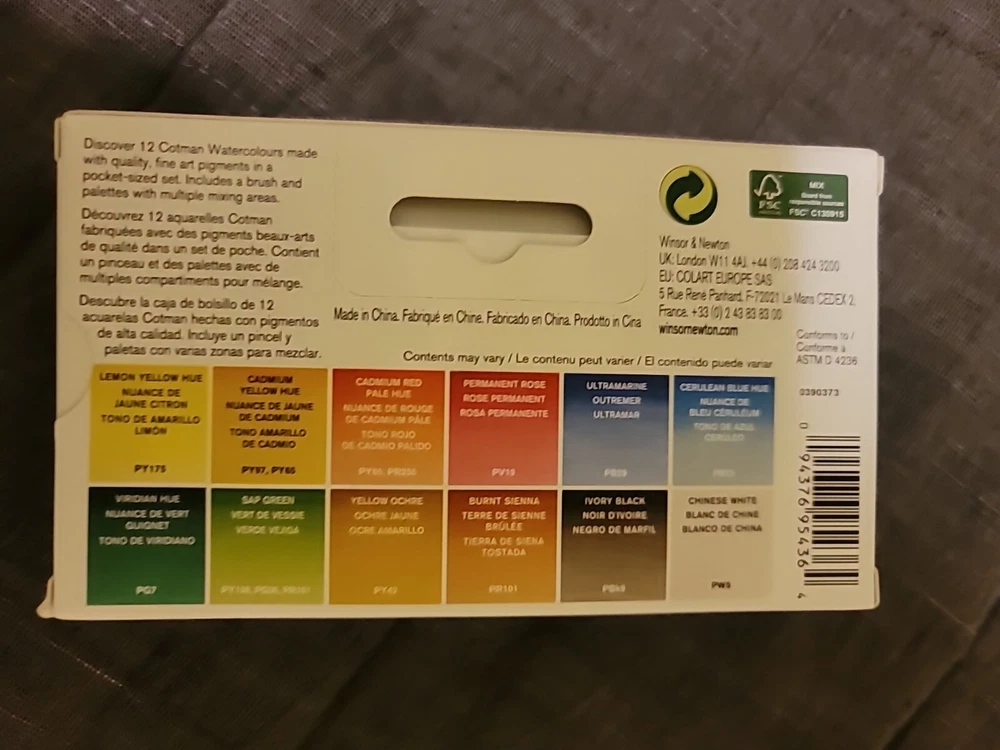 Discover 12 Cotman Watercolours made
with quality, fine art pigments in a
pocket-sized set. Includes a brush and
palettes with multiple mixing areas.
Découvrez 12 aquarelles Cotman
fabriquées avec des pigments beaux-arts
de qualité dans un set de poche. Contient
un pinceau et des palettes avec de
multiples compartiments pour mélange.
Descubre la caja de bolsillo de 12
acuarelas Cotman hechas con pigmentos
de alta calidad. Incluye un pincel y
paletas con varias zonas para mezclar.
MIX
Board from
responsible sources
FSC
FSC® C135915
Winsor & Newton
UK: London W11 4AJ. +44 (0) 208 424 3200
EU: COLART EUROPE SAS
5 Rue René Panhard, F-72021 Le Mans CEDEX 2,
France. +33 (0) 2 43 83 83 00
winsornewton.com
Made in China. Fabriqué en Chine. Fabricado en China. Prodotto in Cina
Conforms to /
Conforme à
ASTM D 4236
Contents may vary / Le contenu peut varier / El contenido puede variar
0390373
LEMON YELLOW HUE
NUANCE DE
JAUNE CITRON
TONO DE AMARILLO
LIMÓN
PY175
CADMIUM
YELLOW HUE
NUANCE DE JAUNE
DE CADMIUM
TONO AMARILLO
DE CADMIO
PY97, PY65
CADMIUM RED
PALE HUE
NUANCE DE ROUGE
DE CADMIUM PÂLE
TONO ROJO
DE CADMIO PALIDO
PERMANENT ROSE
ROSE PERMANENT
ROSA PERMANENTE
PV19
ULTRAMARINE
OUTREMER
ULTRAMAR
PB29
CERULEAN BLUE HUE
NUANCE DE
BLEU CÉRULÉUM
TONO DE AZUL
CERÚLEO
VIRIDIAN HUE
NUANCE DE VERT
GUIGNET
TONO DE VIRIDIANO
PG7
SAP GREEN
VERT DE VESSIE
VERDE VEJIGA
YELLOW OCHRE
OCHRE JAUNE
OCRE AMARILLO
PY42
BURNT SIENNA
TERRE DE SIENNE
BRÛLÉE
TIERRA DE SIENA
TOSTADA
PR101
IVORY BLACK
NOIR D'IVOIRE
NEGRO DE MARFIL
PBk9
CHINESE WHITE
BLANC DE CHINE
BLANCO DE CHINA
PW5
0 94376 95436 4